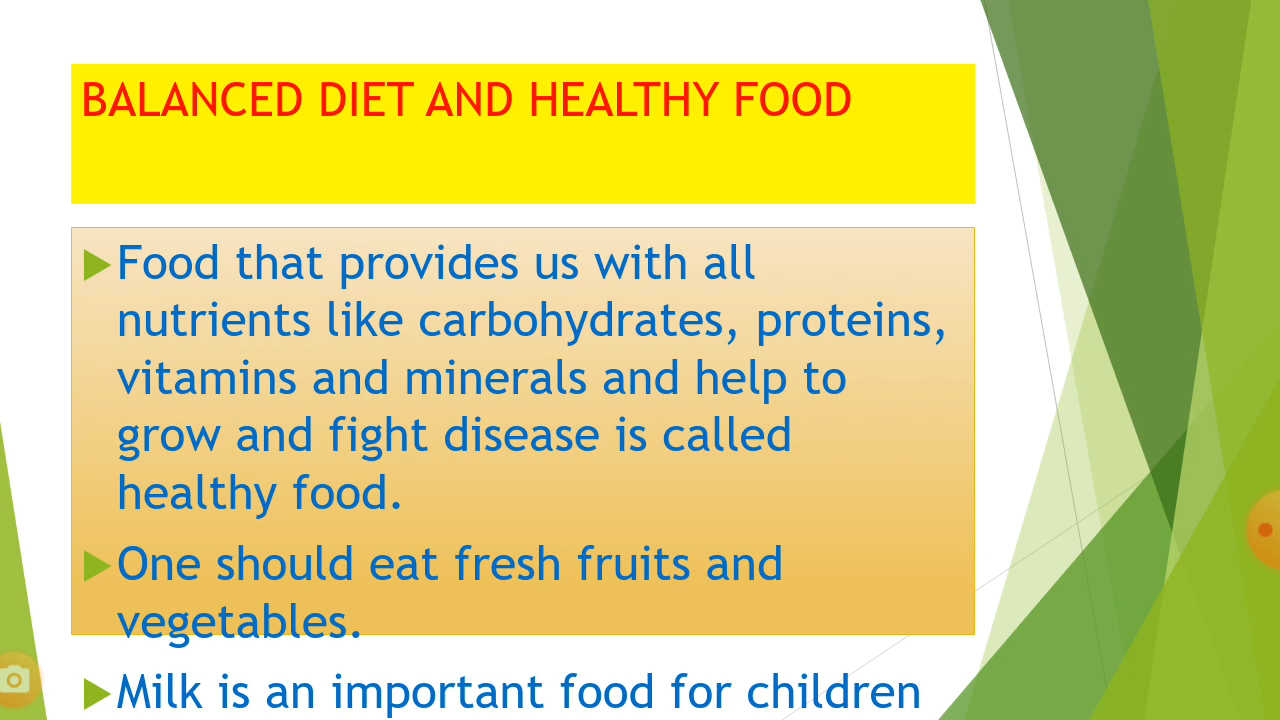 BALANCED DIET AND HEALTHY FOOD
Food that provides us with all
nutrients like carbohydrates, proteins,
vitamins and minerals and help to
grow and fight disease is called
healthy food.
One should eat fresh fruits and
vegetables.
Milk is an important food for children